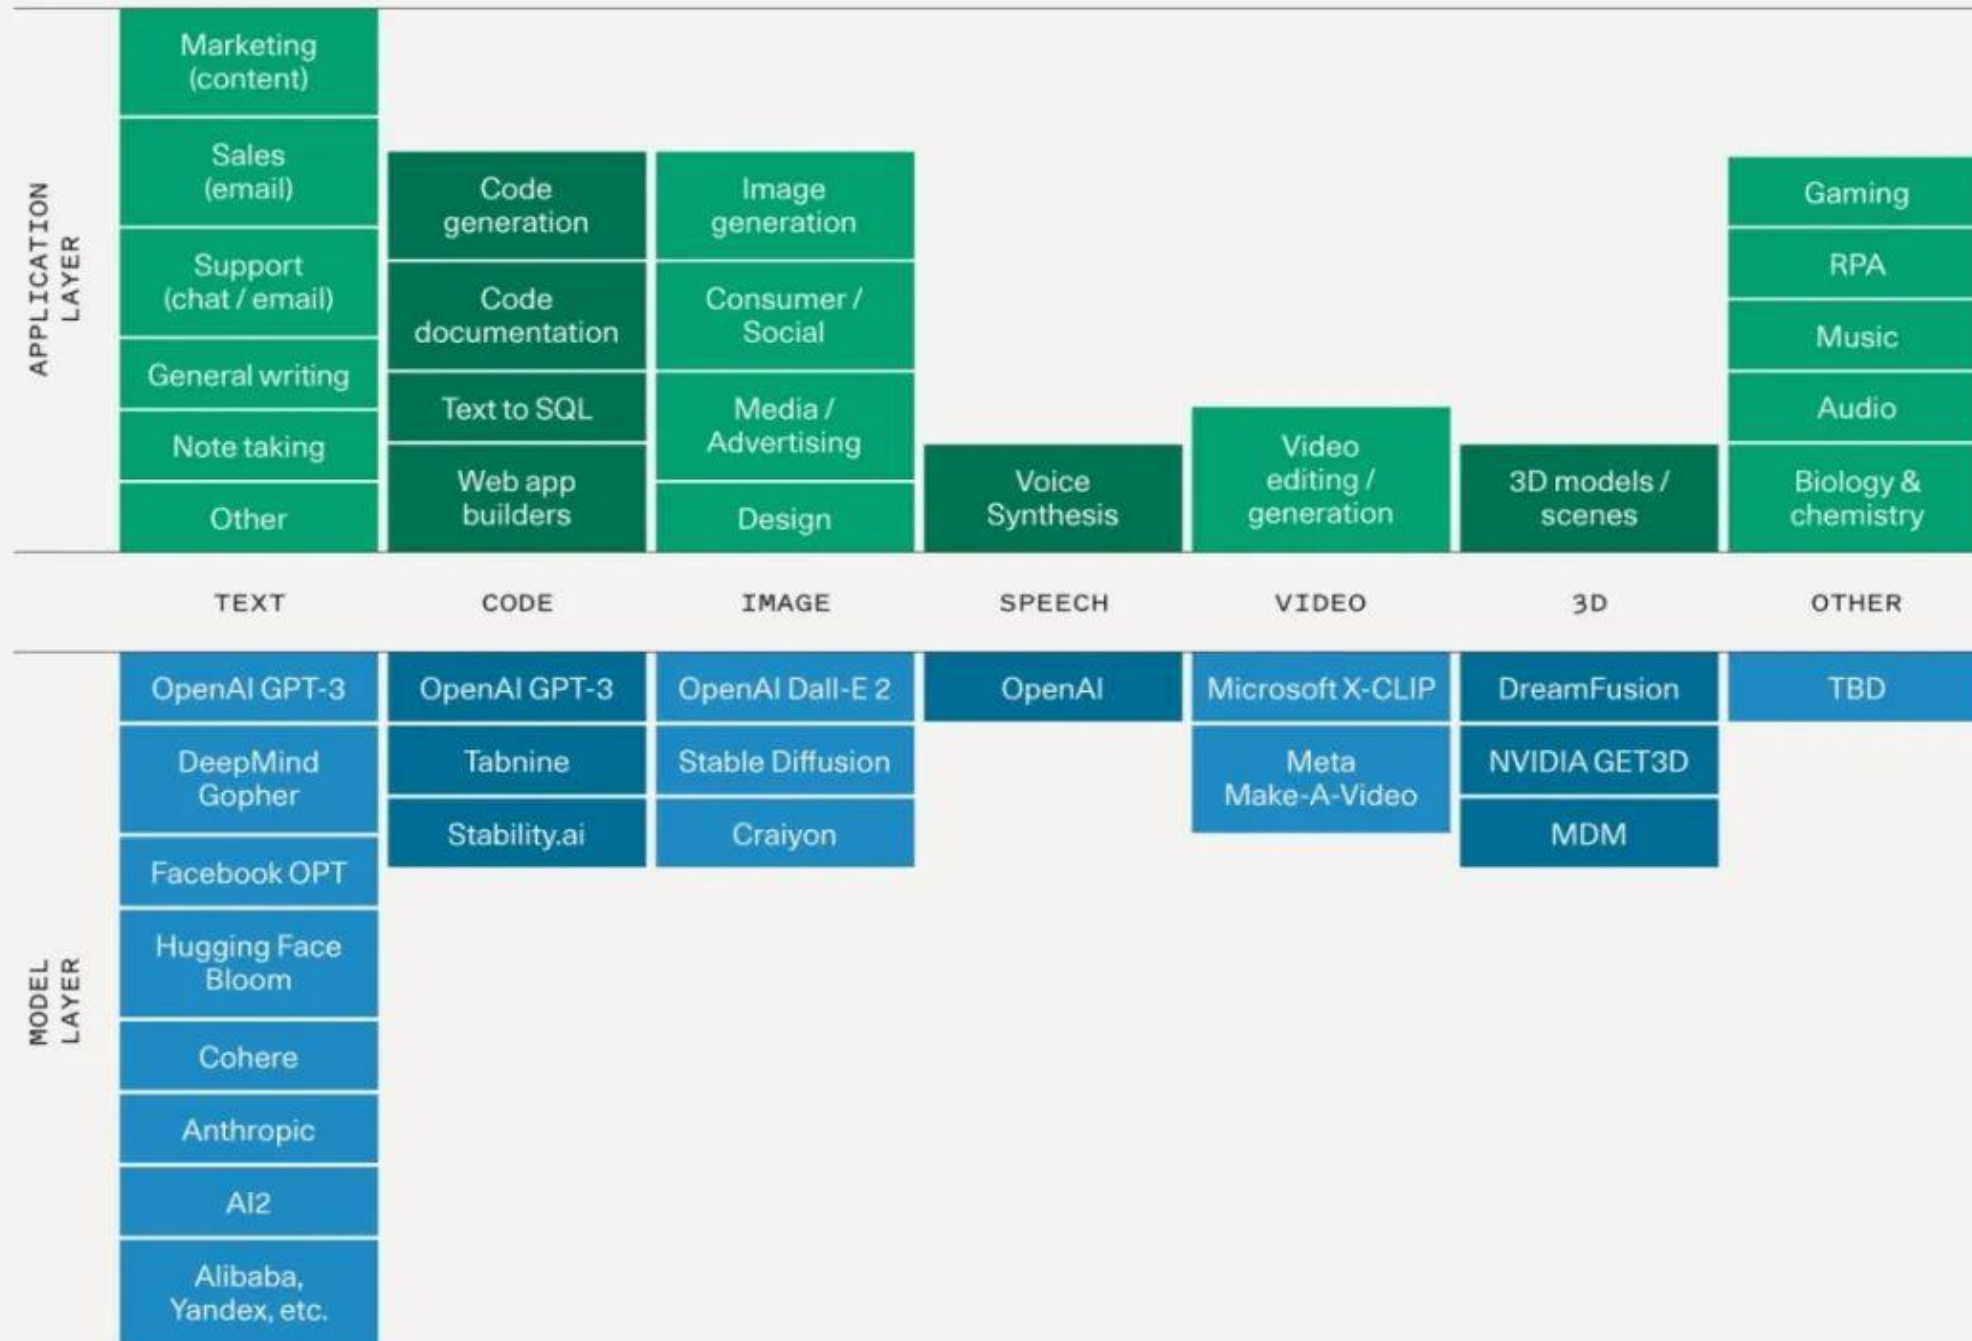 APPLICATION
LAYER
Marketing
(content)
Sales
(email)
Support
(chat / email)
General writing
Note taking
Other
Code
generation
Code
documentation
Text to SQL
Web app
builders
Image
generation
Consumer /
Social
Media /
Advertising
Design
Voice
Synthesis
Video
editing /
generation
3D models /
scenes
Gaming
RPA
Music
Audio
Biology &
chemistry
TEXT
CODE
IMAGE
SPEECH
VIDEO
3D
OTHER
MODEL
LAYER
OpenAI GPT-3
DeepMind
Gopher
Facebook OPT
Hugging Face
Bloom
Cohere
Anthropic
AI2
Alibaba,
Yandex, etc.
OpenAI GPT-3
Tabnine
Stability.ai
OpenAI Dall-E 2
Stable Diffusion
Craiyon
OpenAI
Microsoft X-CLIP
Meta
Make-A-Video
DreamFusion
NVIDIA GET3D
MDM
TBD